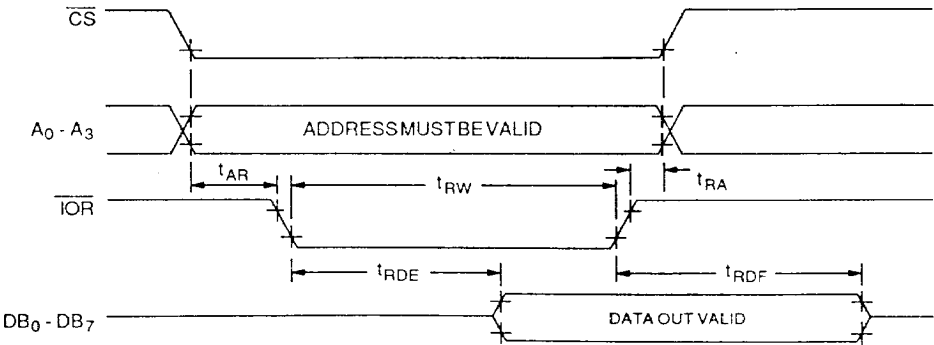 CS
A0 - A3
ADDRESS MUST BE VALID
tAR
tRW
tRA
IOR
tRDE
tRDF
DB0 - DB7
DATA OUT VALID